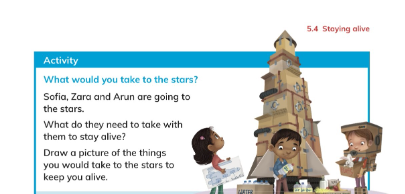 5.4 Staying alive
Activity
What would you take to the stars?
Sofia, Zara and Arun are going to
the stars.
What do they need to take with
them to stay alive?
Draw a picture of the things
you would take to the stars to
keep you alive.